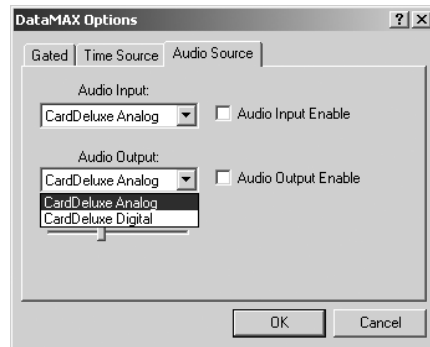 DataMAX Options
Gated Time Source Audio Source
Audio Input:
CardDeluxe Analog Audio Input Enable
Audio Output:
CardDeluxe Analog Audio Output Enable
CardDeluxe Analog
CardDeluxe Digital
OK Cancel